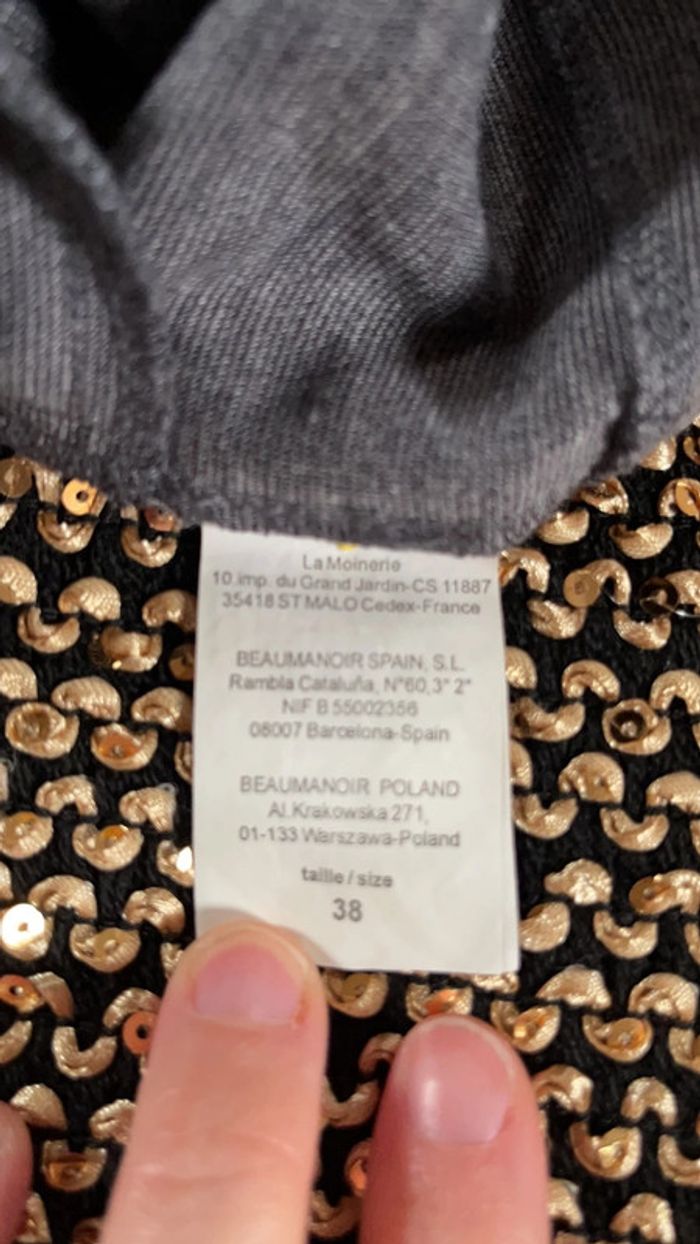 La Moinerie
10.imp. du Grand Jardin-CS 11887
35418 ST MALO Cedex-France
BEAUMANOIR SPAIN, S.L.
Rambla Cataluña, N°60,3° 2°
NIF B 55002356
08007 Barcelona-Spain
BEAUMANOIR POLAND
Al.Krakowska 271,
01-133 Warszawa-Poland
taille / size
38